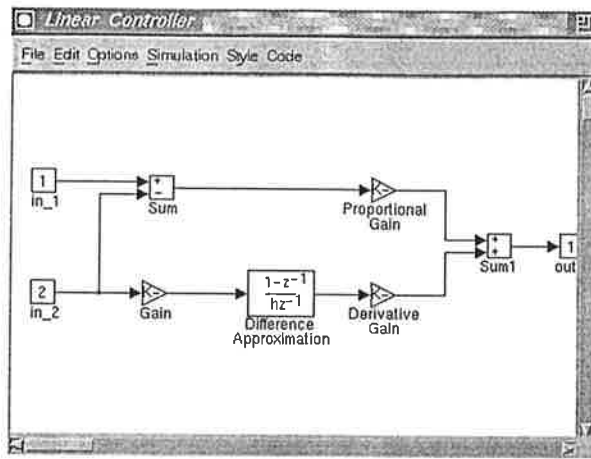 Linear Controller
File Edit Options Simulation Style Code
1
in_1
+
−
Sum
K-
Proportional
Gain
+
+
Sum1
1
out
2
in_2
K-
Gain
1-z⁻¹
hz⁻¹
Difference
Approximation
K-
Derivative
Gain